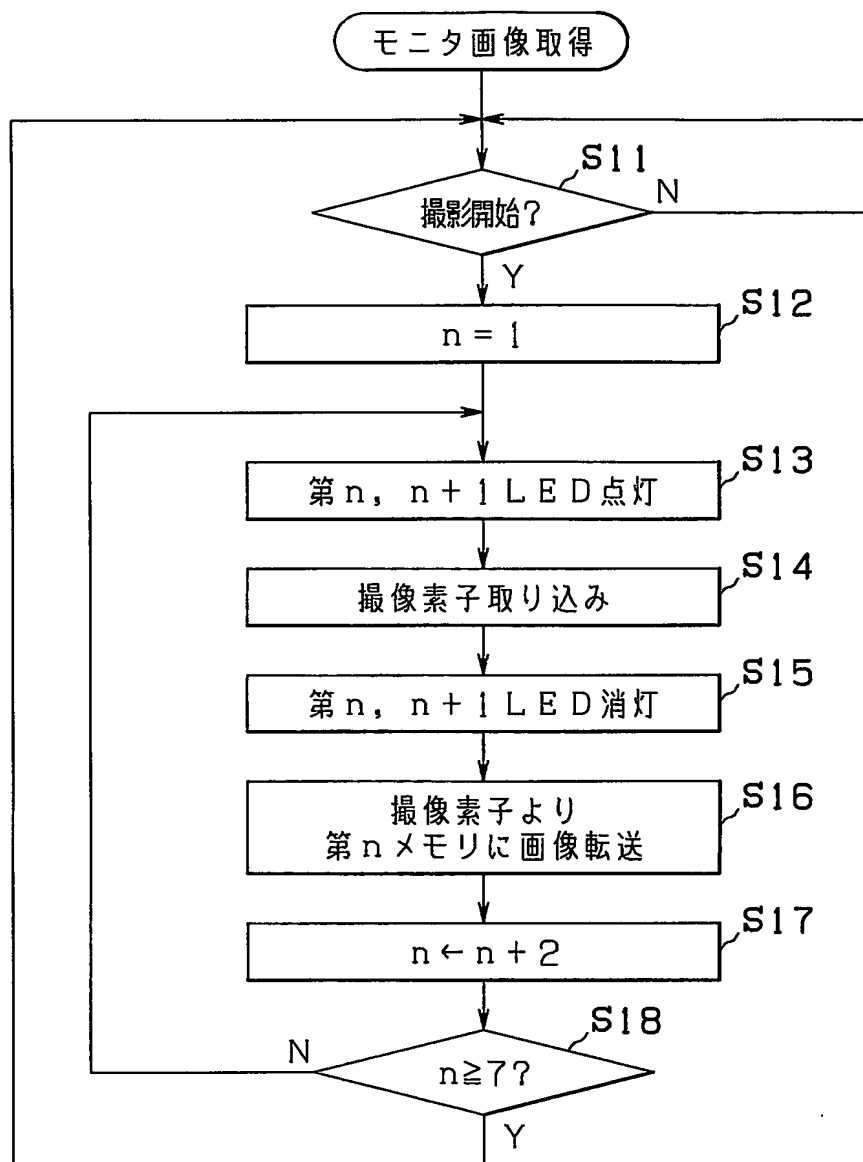 モニタ画像取得
S11
撮影開始?
N
Y
S12
n=1
S13
第n, n+1LED点灯
S14
撮像素子取り込み
S15
第n, n+1LED消灯
S16
撮像素子より
第nメモリに画像転送
S17
n←n+2
S18
N
n≧7?
Y